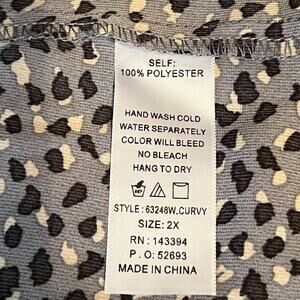 SELF:
100% POLYESTER
HAND WASH COLD
WATER SEPARATELY
COLOR WILL BLEED
NO BLEACH
HANG TO DRY
STYLE : 63248W.CURVY
SIZE: 2X
RN : 143394
P . O : 52693
MADE IN CHINA